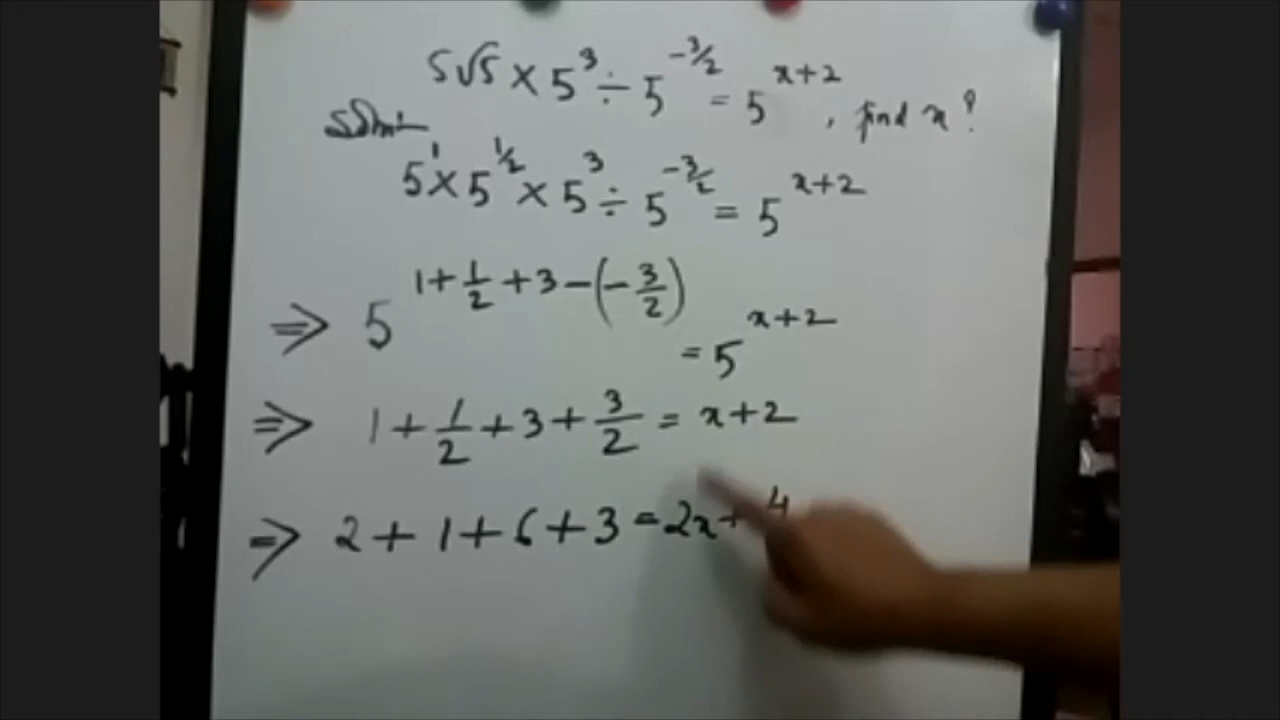 5√5 × 5³ ÷ 5^(-3/2) = 5^(x+2), find x?
Solnˡ
5¹ × 5^(1/2) × 5³ ÷ 5^(-3/2) = 5^(x+2)
⇒ 5^(1+1/2+3-(-3/2)) = 5^(x+2)
⇒ 1 + 1/2 + 3 + 3/2 = x + 2
⇒ 2 + 1 + 6 + 3 = 2x + 4